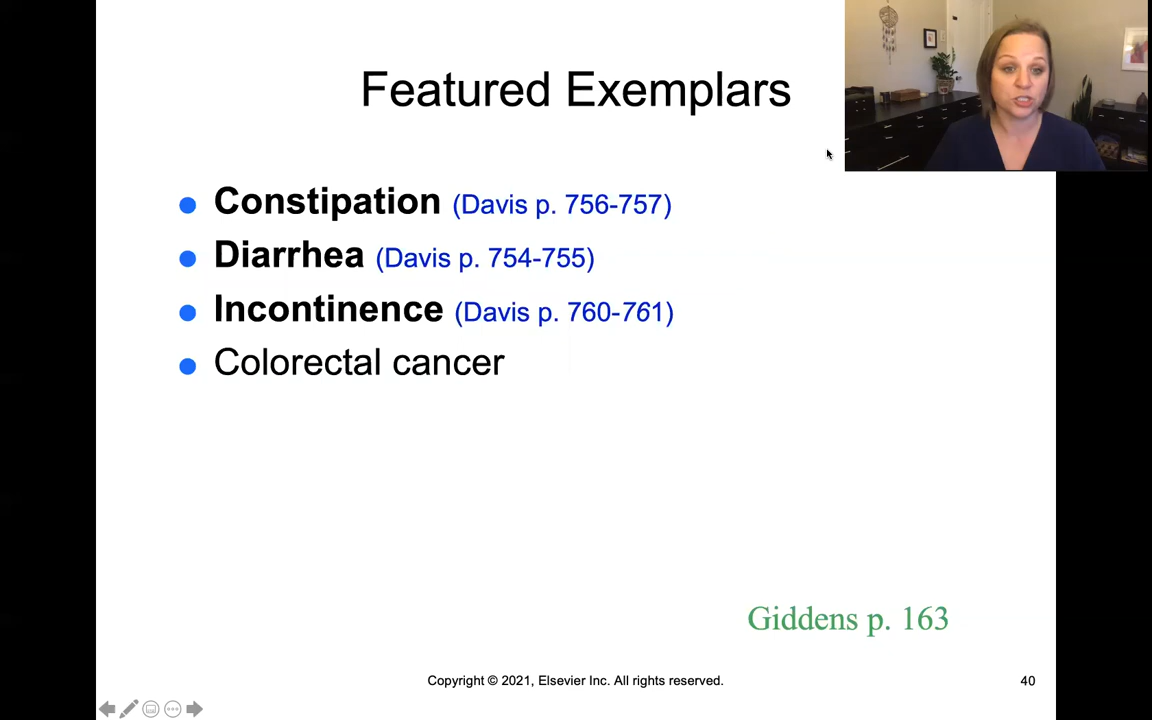 Featured Exemplars
Constipation (Davis p. 756-757)
Diarrhea (Davis p. 754-755)
Incontinence (Davis p. 760-761)
Colorectal cancer
Giddens p. 163
Copyright © 2021, Elsevier Inc. All rights reserved.
40